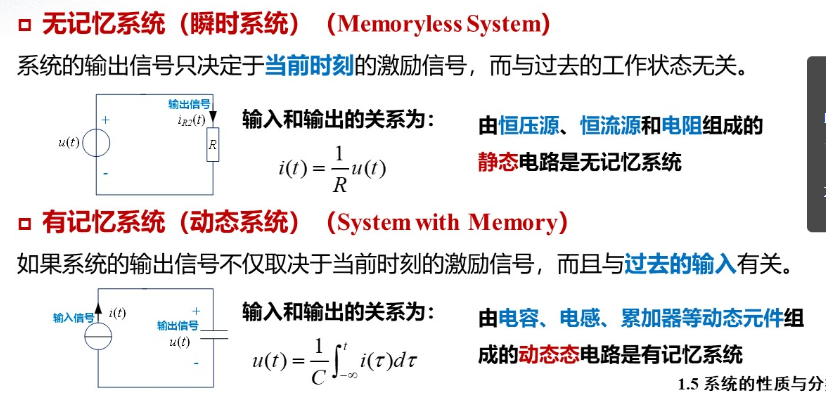 无记忆系统（瞬时系统）（Memoryless System）
系统的输出信号只决定于当前时刻的激励信号，而与过去的工作状态无关。
输出信号
i_{R2}(t)
+
u(t)
R
-
输入和输出的关系为：
i(t) = \frac{1}{R}u(t)
由恒压源、恒流源和电阻组成的
静态电路是无记忆系统
有记忆系统（动态系统）（System with Memory）
如果系统的输出信号不仅取决于当前时刻的激励信号，而且与过去的输入有关。
输入信号
i(t)
+
输出信号
u(t)
-
输入和输出的关系为：
u(t) = \frac{1}{C}\int_{-\infty}^{t} i(\tau)d\tau
由电容、电感、累加器等动态元件组
成的动态态电路是有记忆系统
1.5 系统的性质与分